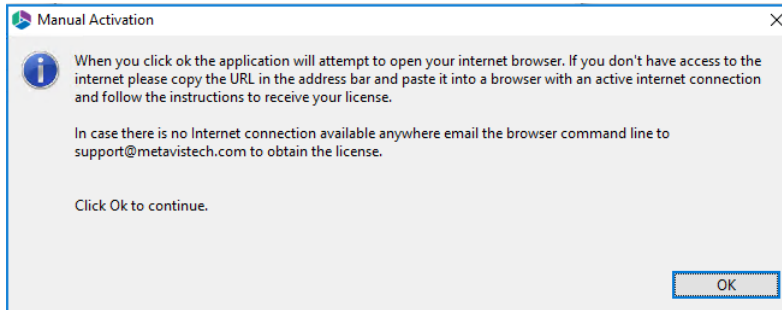 Manual Activation
When you click ok the application will attempt to open your internet browser. If you don't have access to the
internet please copy the URL in the address bar and paste it into a browser with an active internet connection
and follow the instructions to receive your license.
In case there is no Internet connection available anywhere email the browser command line to
support@metavistech.com to obtain the license.
Click Ok to continue.
OK